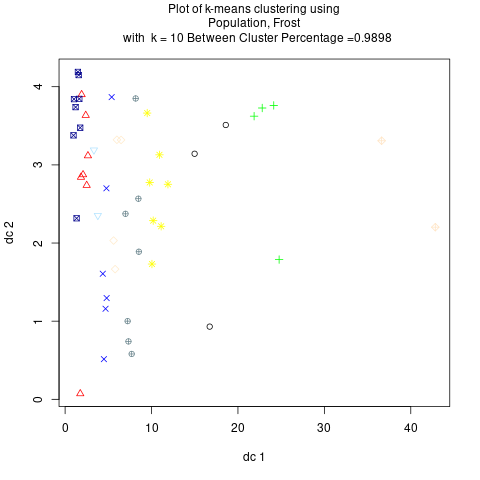 Plot of k-means clustering using
Population, Frost
with k = 10 Between Cluster Percentage =0.9898
4
3
2
1
0
dc 2
0 10 20 30 40
dc 1